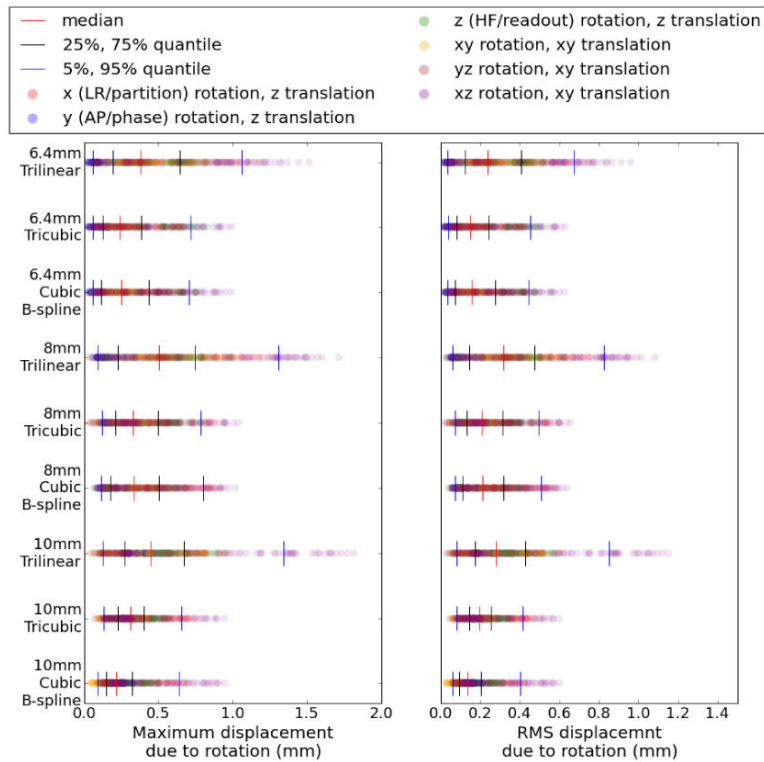 median
25%, 75% quantile
5%, 95% quantile
x (LR/partition) rotation, z translation
y (AP/phase) rotation, z translation
z (HF/readout) rotation, z translation
xy rotation, xy translation
yz rotation, xy translation
xz rotation, xy translation
6.4mm
Trilinear
6.4mm
Tricubic
6.4mm
Cubic
B-spline
8mm
Trilinear
8mm
Tricubic
8mm
Cubic
B-spline
10mm
Trilinear
10mm
Tricubic
10mm
Cubic
B-spline
0.0 0.5 1.0 1.5 2.0
Maximum displacement
due to rotation (mm)
0.0 0.2 0.4 0.6 0.8 1.0 1.2 1.4
RMS displacemnt
due to rotation (mm)